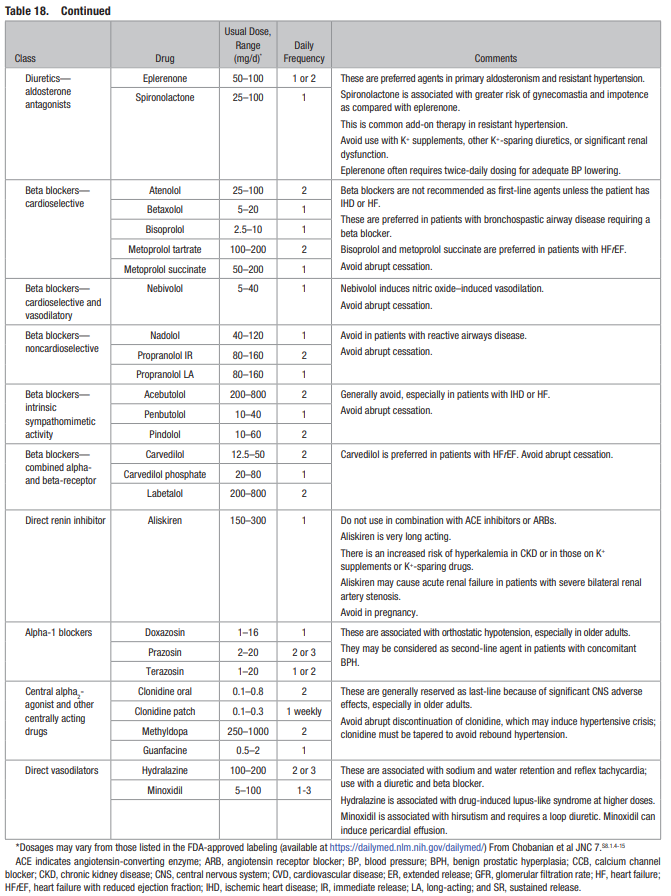 Table 18. Continued
Class
Drug
Usual Dose,
Range
(mg/d)*
Daily
Frequency
Comments
Diuretics—
aldosterone
antagonists
Eplerenone 50–100 1 or 2
Spironolactone 25–100 1
These are preferred agents in primary aldosteronism and resistant hypertension.
Spironolactone is associated with greater risk of gynecomastia and impotence
as compared with eplerenone.
This is common add-on therapy in resistant hypertension.
Avoid use with K+ supplements, other K+-sparing diuretics, or significant renal
dysfunction.
Eplerenone often requires twice-daily dosing for adequate BP lowering.
Beta blockers—
cardioselective
Atenolol 25–100 2
Betaxolol 5–20 1
Bisoprolol 2.5–10 1
Metoprolol tartrate 100–200 2
Metoprolol succinate 50–200 1
Beta blockers are not recommended as first-line agents unless the patient has
IHD or HF.
These are preferred in patients with bronchospastic airway disease requiring a
beta blocker.
Bisoprolol and metoprolol succinate are preferred in patients with HFrEF.
Avoid abrupt cessation.
Beta blockers—
cardioselective and
vasodilatory
Nebivolol 5–40 1
Nebivolol induces nitric oxide–induced vasodilation.
Avoid abrupt cessation.
Beta blockers—
noncardioselective
Nadolol 40–120 1
Propranolol IR 80–160 2
Propranolol LA 80–160 1
Avoid in patients with reactive airways disease.
Avoid abrupt cessation.
Beta blockers—
intrinsic
sympathomimetic
activity
Acebutolol 200–800 2
Penbutolol 10–40 1
Pindolol 10–60 2
Generally avoid, especially in patients with IHD or HF.
Avoid abrupt cessation.
Beta blockers—
combined alpha-
and beta-receptor
Carvedilol 12.5–50 2
Carvedilol phosphate 20–80 1
Labetalol 200–800 2
Carvedilol is preferred in patients with HFrEF. Avoid abrupt cessation.
Direct renin inhibitor
Aliskiren 150–300 1
Do not use in combination with ACE inhibitors or ARBs.
Aliskiren is very long acting.
There is an increased risk of hyperkalemia in CKD or in those on K+
supplements or K+-sparing drugs.
Aliskiren may cause acute renal failure in patients with severe bilateral renal
artery stenosis.
Avoid in pregnancy.
Alpha-1 blockers
Doxazosin 1–16 1
Prazosin 2–20 2 or 3
Terazosin 1–20 1 or 2
These are associated with orthostatic hypotension, especially in older adults.
They may be considered as second-line agent in patients with concomitant
BPH.
Central alpha2-
agonist and other
centrally acting
drugs
Clonidine oral 0.1–0.8 2
Clonidine patch 0.1–0.3 1 weekly
Methyldopa 250–1000 2
Guanfacine 0.5–2 1
These are generally reserved as last-line because of significant CNS adverse
effects, especially in older adults.
Avoid abrupt discontinuation of clonidine, which may induce hypertensive crisis;
clonidine must be tapered to avoid rebound hypertension.
Direct vasodilators
Hydralazine 100–200 2 or 3
Minoxidil 5–100 1-3
These are associated with sodium and water retention and reflex tachycardia;
use with a diuretic and beta blocker.
Hydralazine is associated with drug-induced lupus-like syndrome at higher doses.
Minoxidil is associated with hirsutism and requires a loop diuretic. Minoxidil can
induce pericardial effusion.
*Dosages may vary from those listed in the FDA-approved labeling (available at https://dailymed.nlm.nih.gov/dailymed/) From Chobanian et al JNC 7.S8.1.4-15
ACE indicates angiotensin-converting enzyme; ARB, angiotensin receptor blocker; BP, blood pressure; BPH, benign prostatic hyperplasia; CCB, calcium channel
blocker; CKD, chronic kidney disease; CNS, central nervous system; CVD, cardiovascular disease; ER, extended release; GFR, glomerular filtration rate; HF, heart failure;
HFrEF, heart failure with reduced ejection fraction; IHD, ischemic heart disease; IR, immediate release; LA, long-acting; and SR, sustained release.